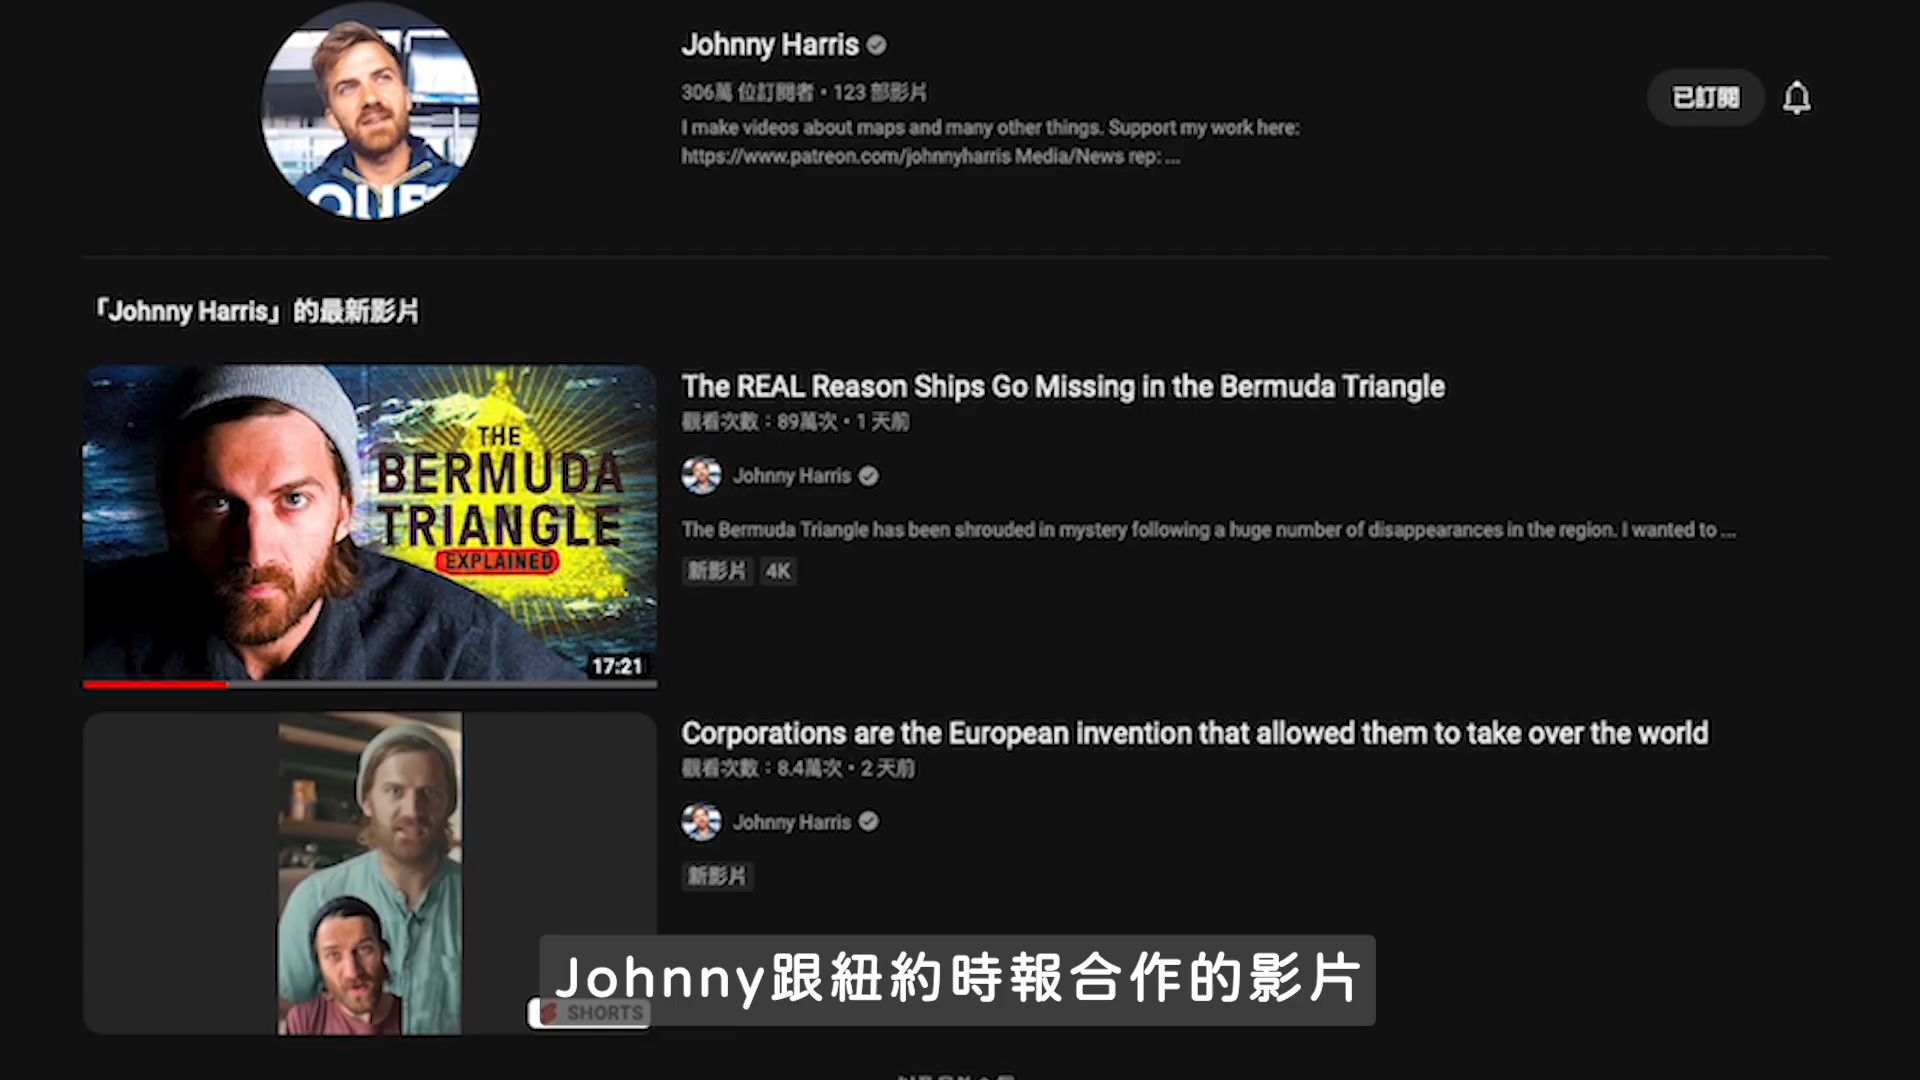 Johnny Harris
306萬 位訂閱者・123 部影片
I make videos about maps and many other things. Support my work here:
https://www.patreon.com/johnnyharris Media/News rep: ...
已訂閱
「Johnny Harris」的最新影片
THE
BERMUDA
TRIANGLE
EXPLAINED
17:21
The REAL Reason Ships Go Missing in the Bermuda Triangle
觀看次數：89萬次・1 天前
Johnny Harris
The Bermuda Triangle has been shrouded in mystery following a huge number of disappearances in the region. I wanted to ...
新影片 4K
Corporations are the European invention that allowed them to take over the world
觀看次數：8.4萬次・2 天前
Johnny Harris
新影片
Johnny跟紐約時報合作的影片
SHORTS